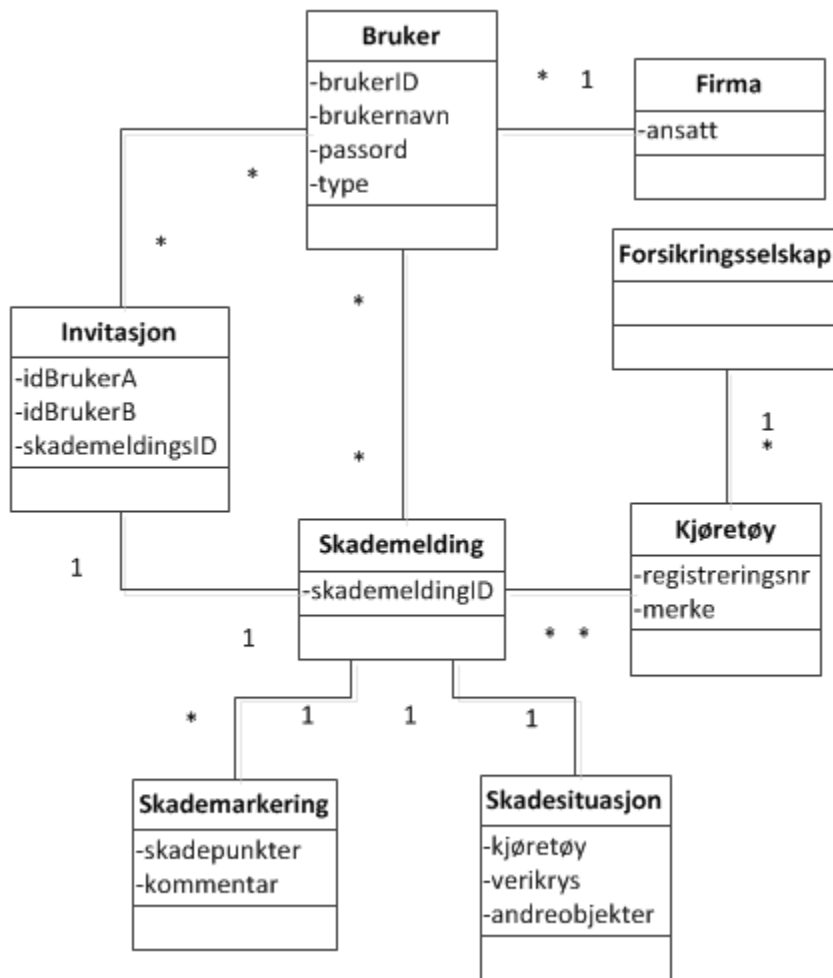 Bruker
-brukerID
-brukernavn
-passord
-type
* 1
Firma
-ansatt
*
*
Forsikringsselskap
*
Invitasjon
-idBrukerA
-idBrukerB
-skademeldingsID
1
*
*
Skademelding
-skademeldingID
Kjøretøy
-registreringsnr
-merke
1
1
* *
* 1 1 1
Skademarkering
-skadepunkter
-kommentar
Skadesituasjon
-kjøretøy
-verikrys
-andreobjekter